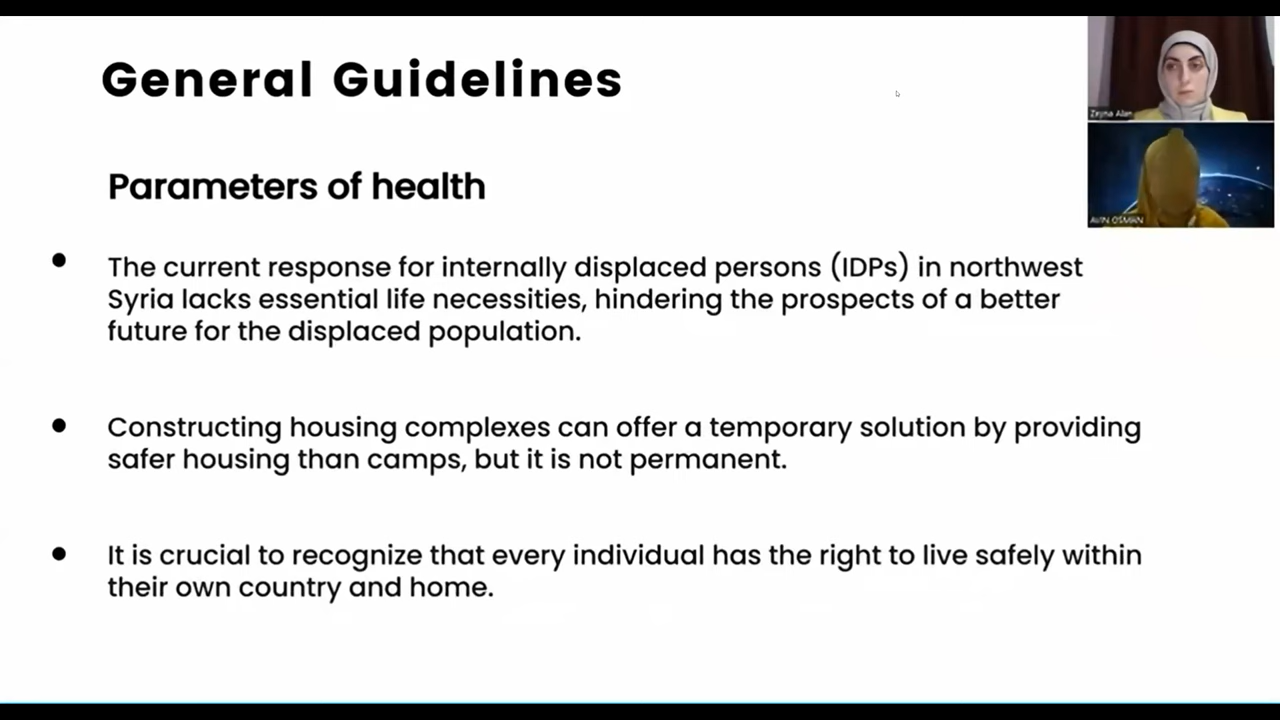 General Guidelines
Parameters of health
The current response for internally displaced persons (IDPs) in northwest
Syria lacks essential life necessities, hindering the prospects of a better
future for the displaced population.
Constructing housing complexes can offer a temporary solution by providing
safer housing than camps, but it is not permanent.
It is crucial to recognize that every individual has the right to live safely within
their own country and home.
AVIN OSMAN